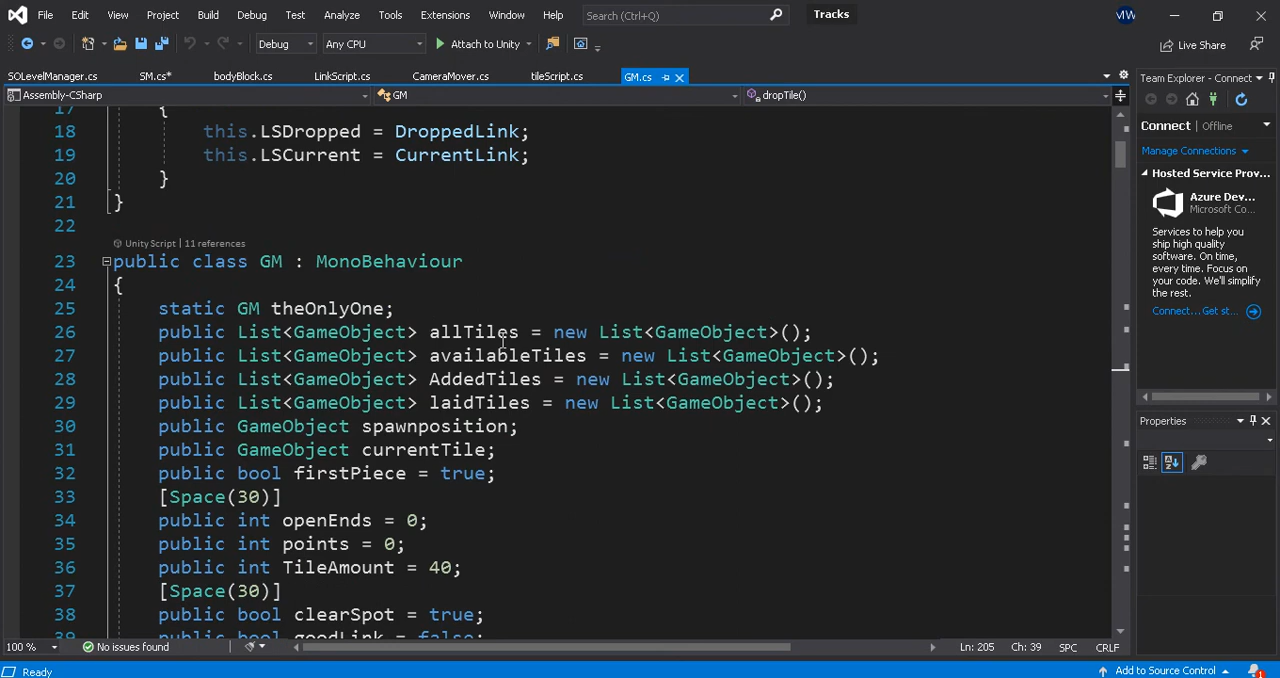 File Edit View Project Build Debug Test Analyze Tools Extensions Window Help Search (Ctrl+Q) Tracks MW
Debug Any CPU Attach to Unity Live Share
SOLevelManager.cs SM.cs* bodyBlock.cs LinkScript.cs CameraMover.cs tileScript.cs GM.cs
Assembly-CSharp GM dropTile()
17 {
18 this.LSDropped = DroppedLink;
19 this.LSCurrent = CurrentLink;
20 }
21 }
22
Unity Script | 11 references
23 public class GM : MonoBehaviour
24 {
25 static GM theOnlyOne;
26 public List<GameObject> allTiles = new List<GameObject>();
27 public List<GameObject> availableTiles = new List<GameObject>();
28 public List<GameObject> AddedTiles = new List<GameObject>();
29 public List<GameObject> laidTiles = new List<GameObject>();
30 public GameObject spawnposition;
31 public GameObject currentTile;
32 public bool firstPiece = true;
33 [Space(30)]
34 public int openEnds = 0;
35 public int points = 0;
36 public int TileAmount = 40;
37 [Space(30)]
38 public bool clearSpot = true;
39 public bool goodLink = false;
100 % No issues found Ln: 205 Ch: 39 SPC CRLF
Team Explorer - Connect
Connect | Offline
Manage Connections
Hosted Service Prov...
Azure Dev...
Microsoft Co...
Services to help you
ship high quality
software. On time,
every time. Focus on
your code. We'll simplify
the rest.
Connect... Get st...
Properties
Ready Add to Source Control 1